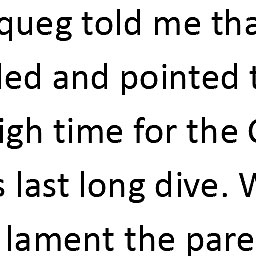 queg told me tha
led and pointed t
igh time for the
s last long dive. W
lament the pare